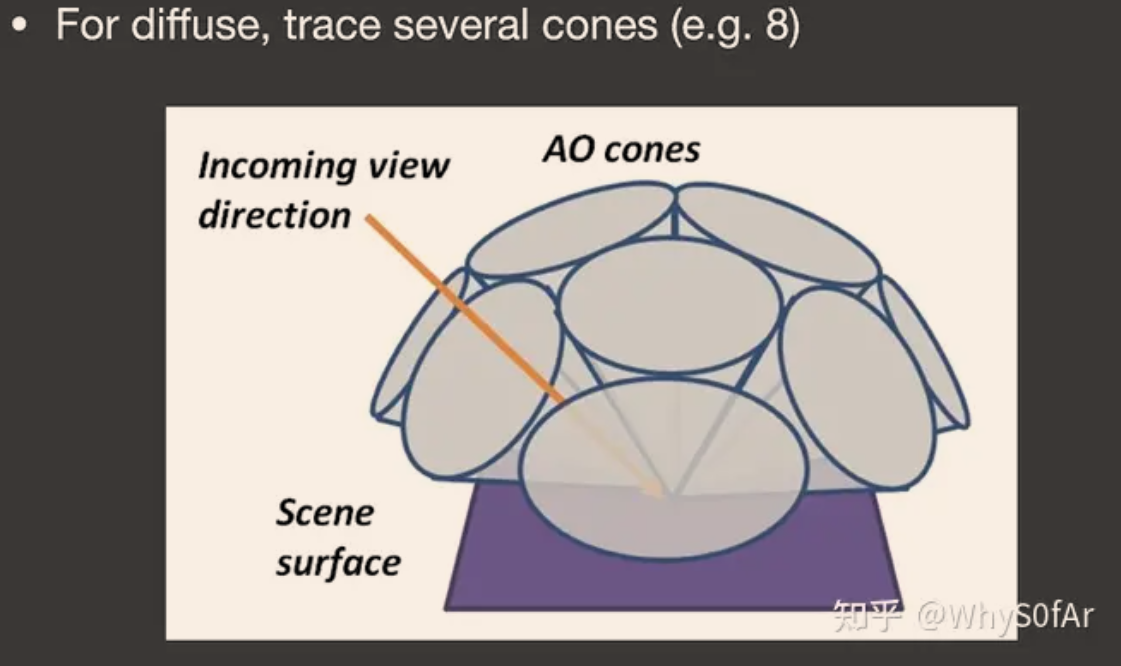 • For diffuse, trace several cones (e.g. 8)
Incoming view
direction
AO cones
Scene
surface
知乎 @WhyS0fAr